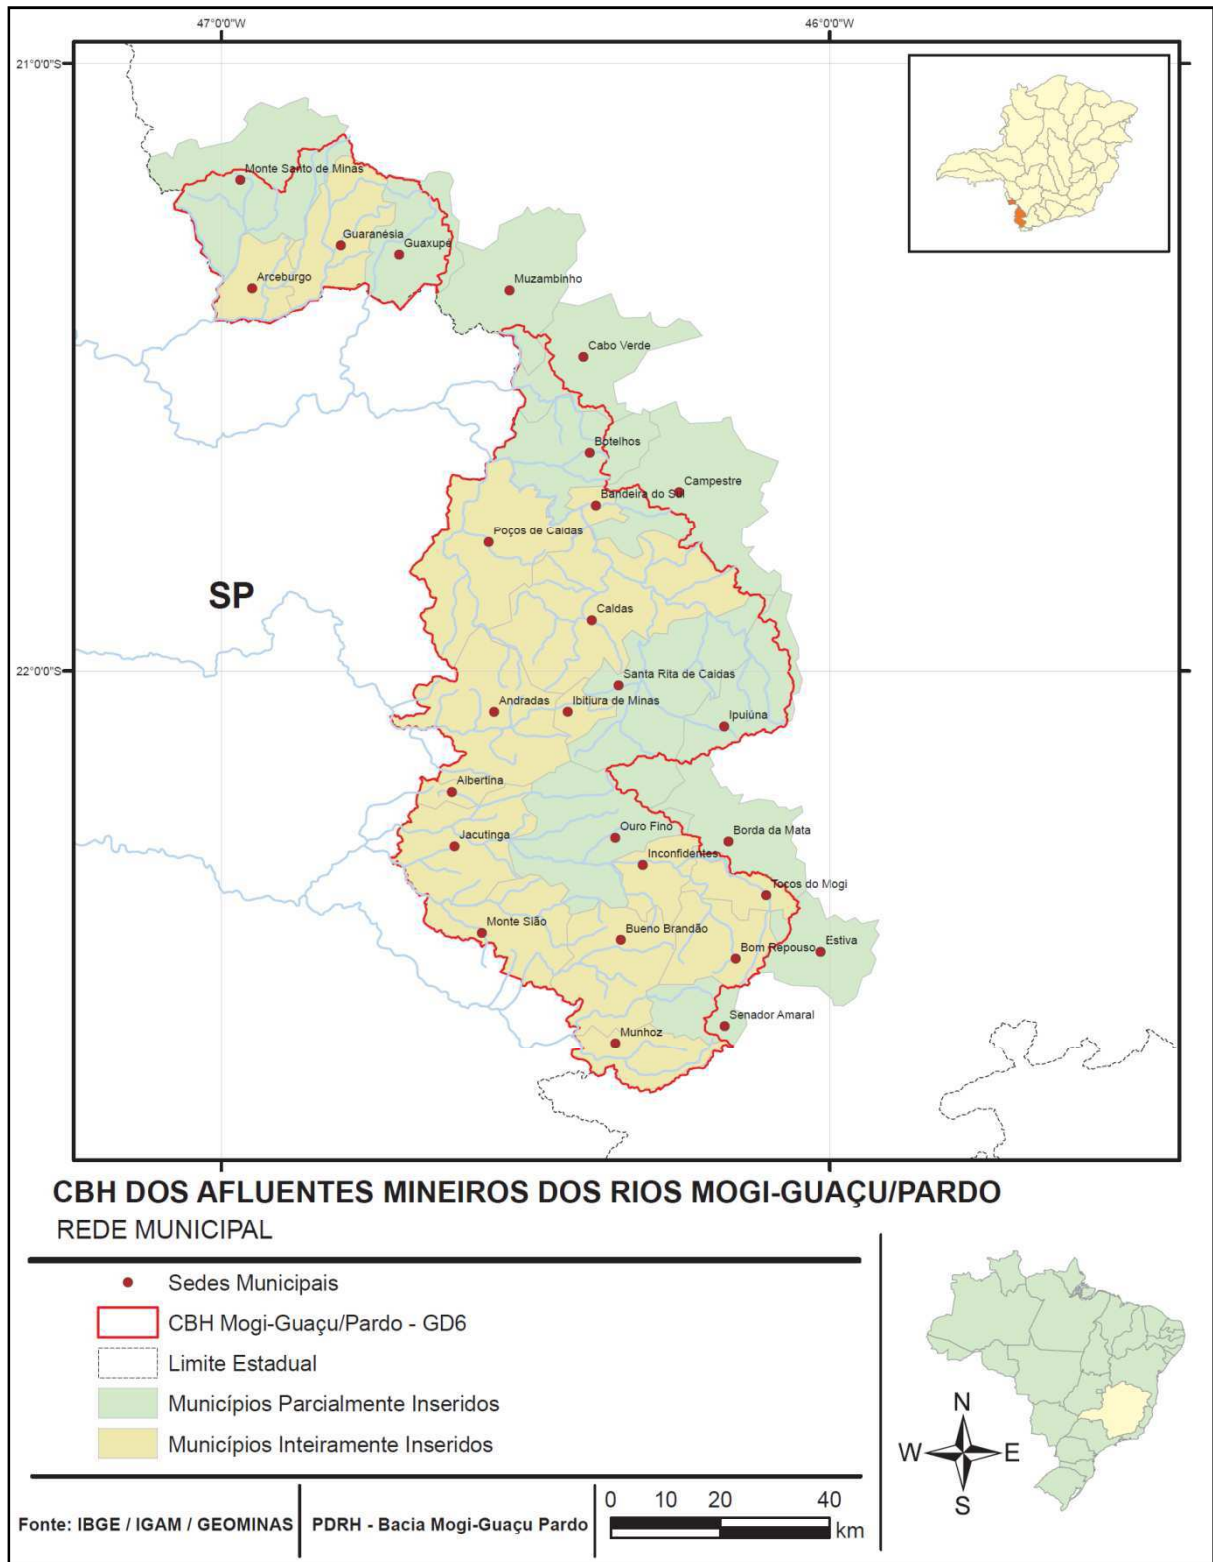 47°0'0"W
46°0'0"W
21°0'0"S
Monte Santo de Minas
Guaranésia
Guaxupé
Arceburgo
Muzambinho
Cabo Verde
Botelhos
Campestre
Bandeira do Sul
Poços de Caldas
SP
Caldas
22°0'0"S
Santa Rita de Caldas
Andradas
Ibitiura de Minas
Ipuiúna
Albertina
Ouro Fino
Borda da Mata
Jacutinga
Inconfidentes
Tocos do Mogi
Monte Sião
Bueno Brandão
Bom Repouso
Estiva
Senador Amaral
Munhoz
CBH DOS AFLUENTES MINEIROS DOS RIOS MOGI-GUAÇU/PARDO
REDE MUNICIPAL
Sedes Municipais
CBH Mogi-Guaçu/Pardo - GD6
Limite Estadual
Municípios Parcialmente Inseridos
Municípios Inteiramente Inseridos
N
W E
S
Fonte: IBGE / IGAM / GEOMINAS
PDRH - Bacia Mogi-Guaçu Pardo
0 10 20 40
km